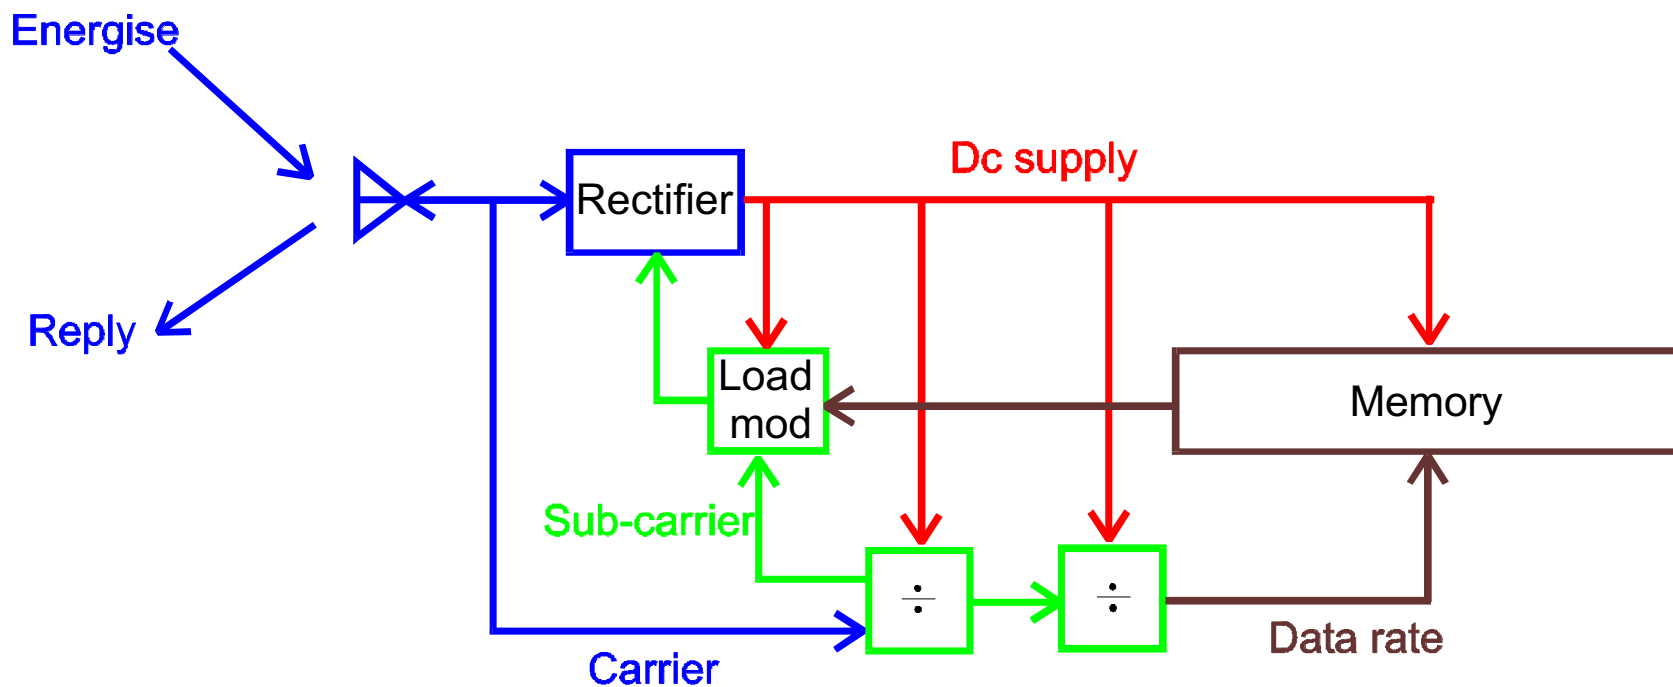 Energise
Dc supply
Rectifier
Reply
Load
mod
Memory
Sub-carrier
÷
÷
Data rate
Carrier